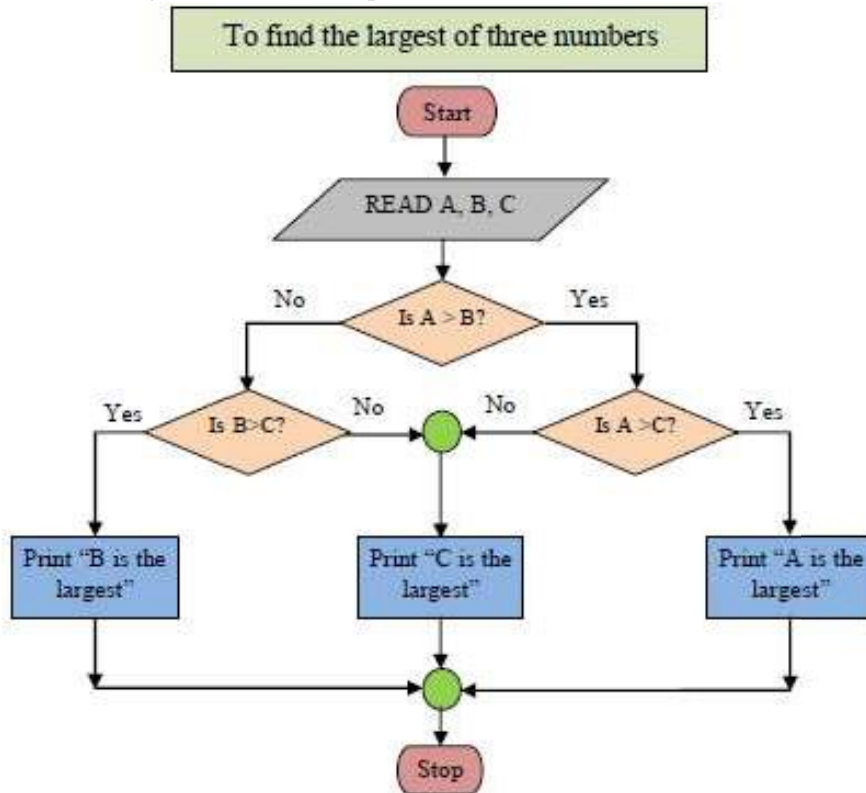 To find the largest of three numbers
Start
READ A, B, C
No
Yes
Is A > B?
Yes
Is B>C?
No
No
Is A >C?
Yes
Print “B is the
largest”
Print “C is the
largest”
Print “A is the
largest”
Stop